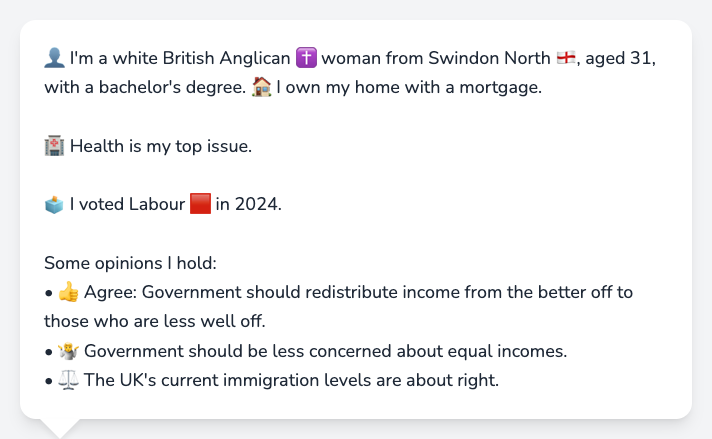 👤 I'm a white British Anglican ✝️ woman from Swindon North 🏴󠁧󠁢󠁥󠁮󠁧󠁿, aged 31,
with a bachelor's degree. 🏠 I own my home with a mortgage.
🏥 Health is my top issue.
🗳️ I voted Labour 🟥 in 2024.
Some opinions I hold:
• 👍 Agree: Government should redistribute income from the better off to
those who are less well off.
• 🤷 Government should be less concerned about equal incomes.
• ⚖️ The UK's current immigration levels are about right.